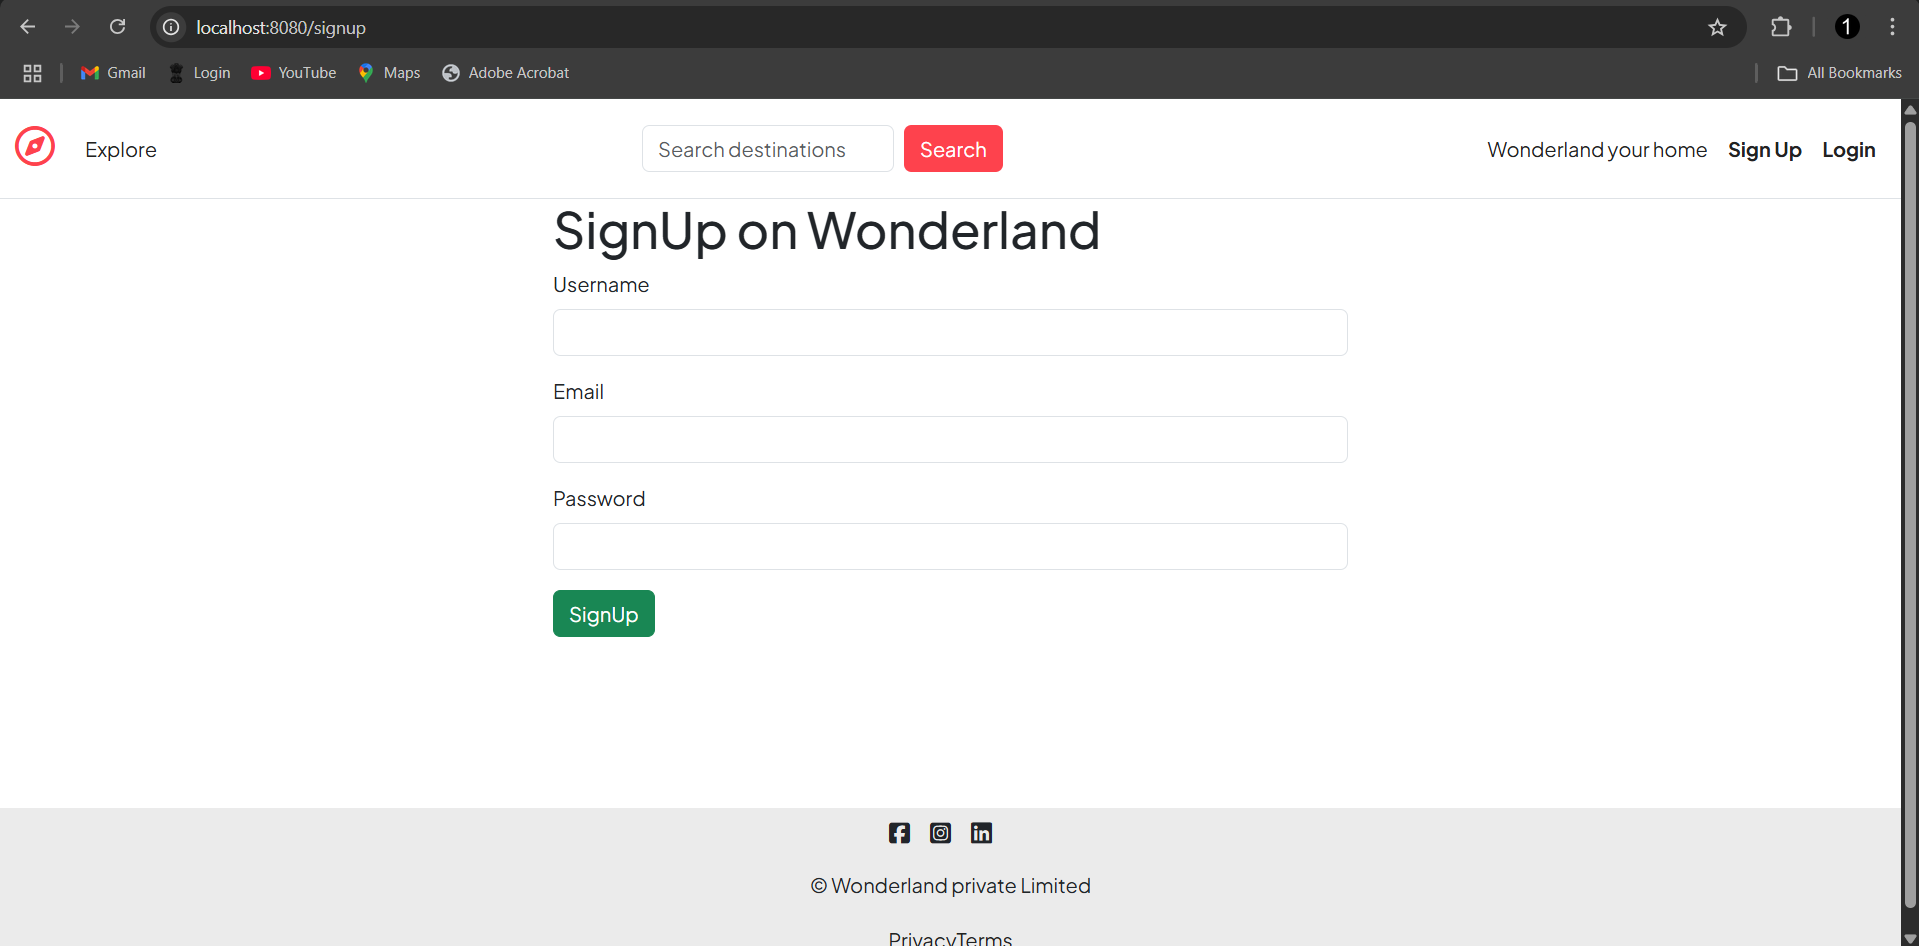 localhost:8080/signup
1
Gmail Login YouTube Maps Adobe Acrobat All Bookmarks
Explore Search destinations Search Wonderland your home Sign Up Login
SignUp on Wonderland
Username
Email
Password
SignUp
© Wonderland private Limited
PrivacyTerms